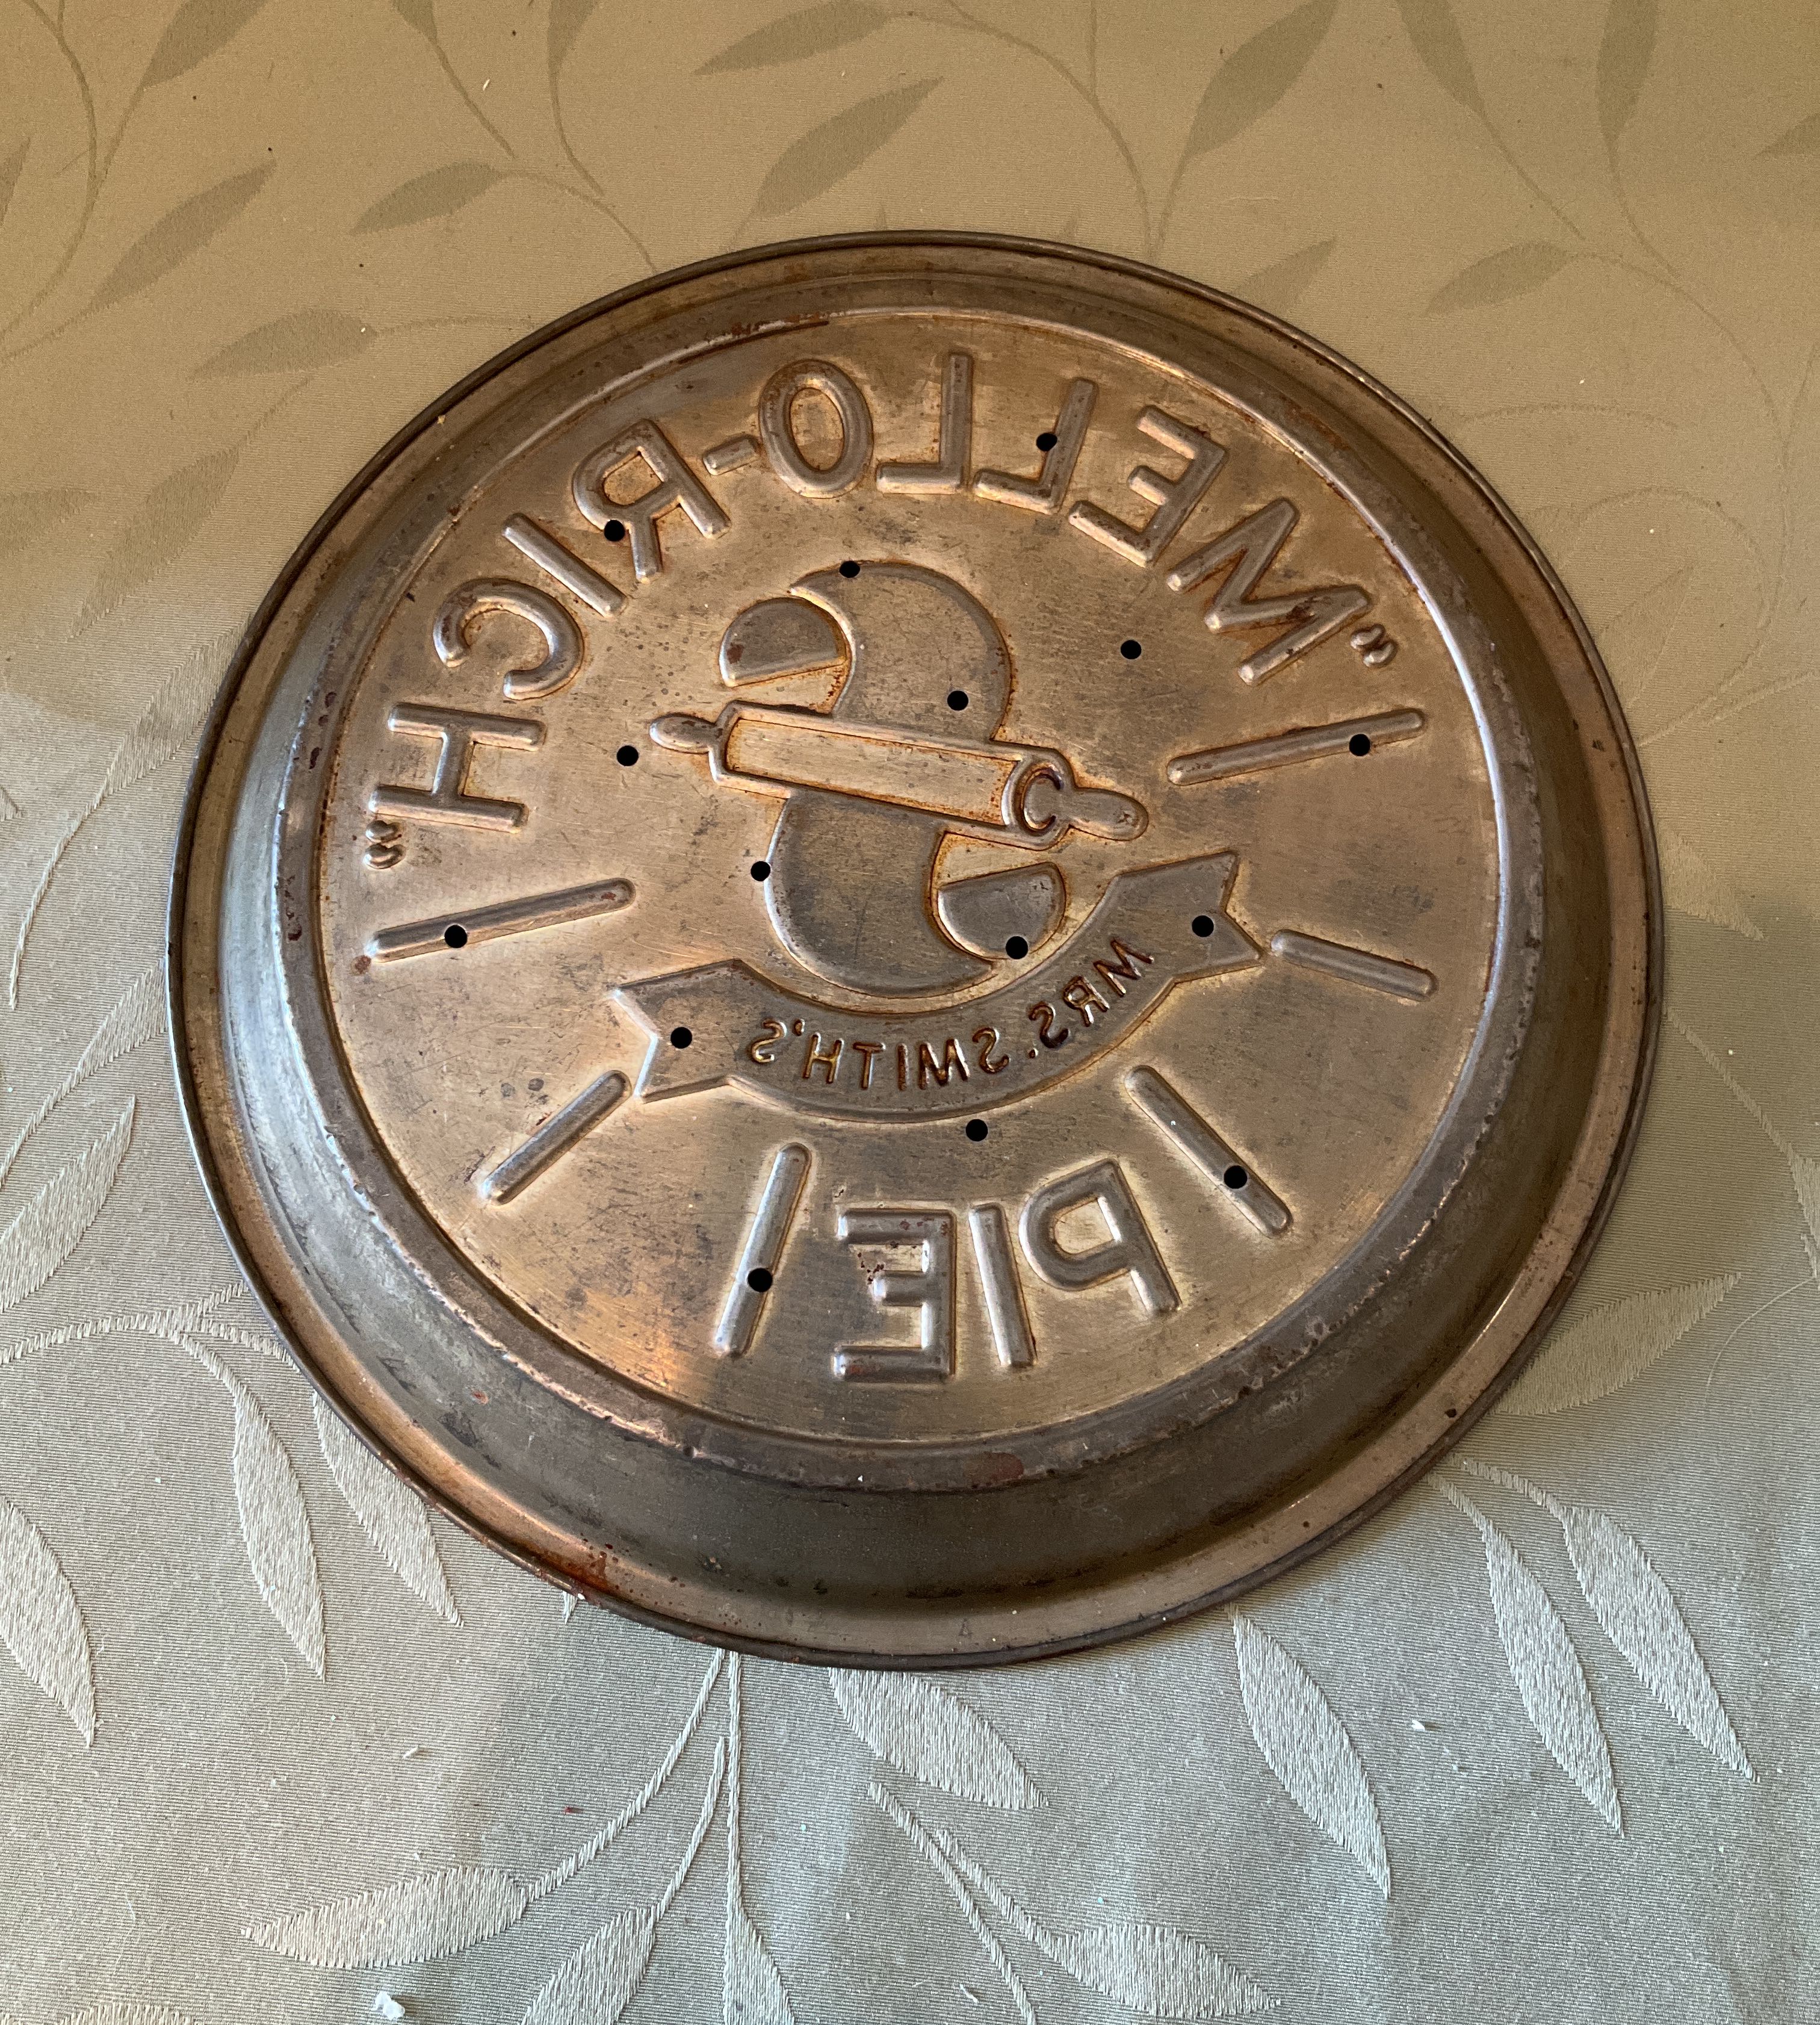 "MELLO-RICH"
MRS. SMITH'S
PIE